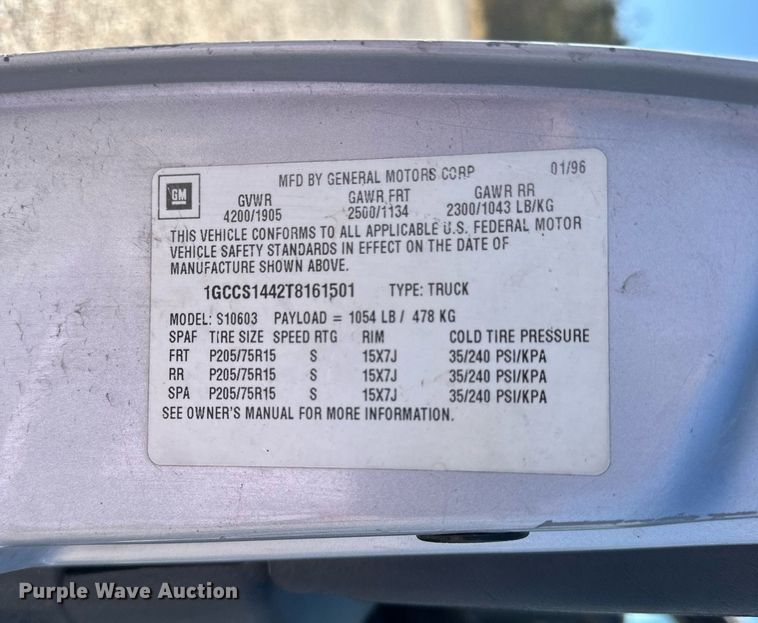 GM
MFD BY GENERAL MOTORS CORP 01/96
GVWR GAWR FRT GAWR RR
4200/1905 2500/1134 2300/1043 LB/KG
THIS VEHICLE CONFORMS TO ALL APPLICABLE U.S. FEDERAL MOTOR
VEHICLE SAFETY STANDARDS IN EFFECT ON THE DATE OF
MANUFACTURE SHOWN ABOVE.
1GCCS1442T8161501 TYPE: TRUCK
MODEL: S10603 PAYLOAD = 1054 LB / 478 KG
SPAF TIRE SIZE SPEED RTG RIM COLD TIRE PRESSURE
FRT P205/75R15 S 15X7J 35/240 PSI/KPA
RR P205/75R15 S 15X7J 35/240 PSI/KPA
SPA P205/75R15 S 15X7J 35/240 PSI/KPA
SEE OWNER'S MANUAL FOR MORE INFORMATION.
Purple Wave Auction